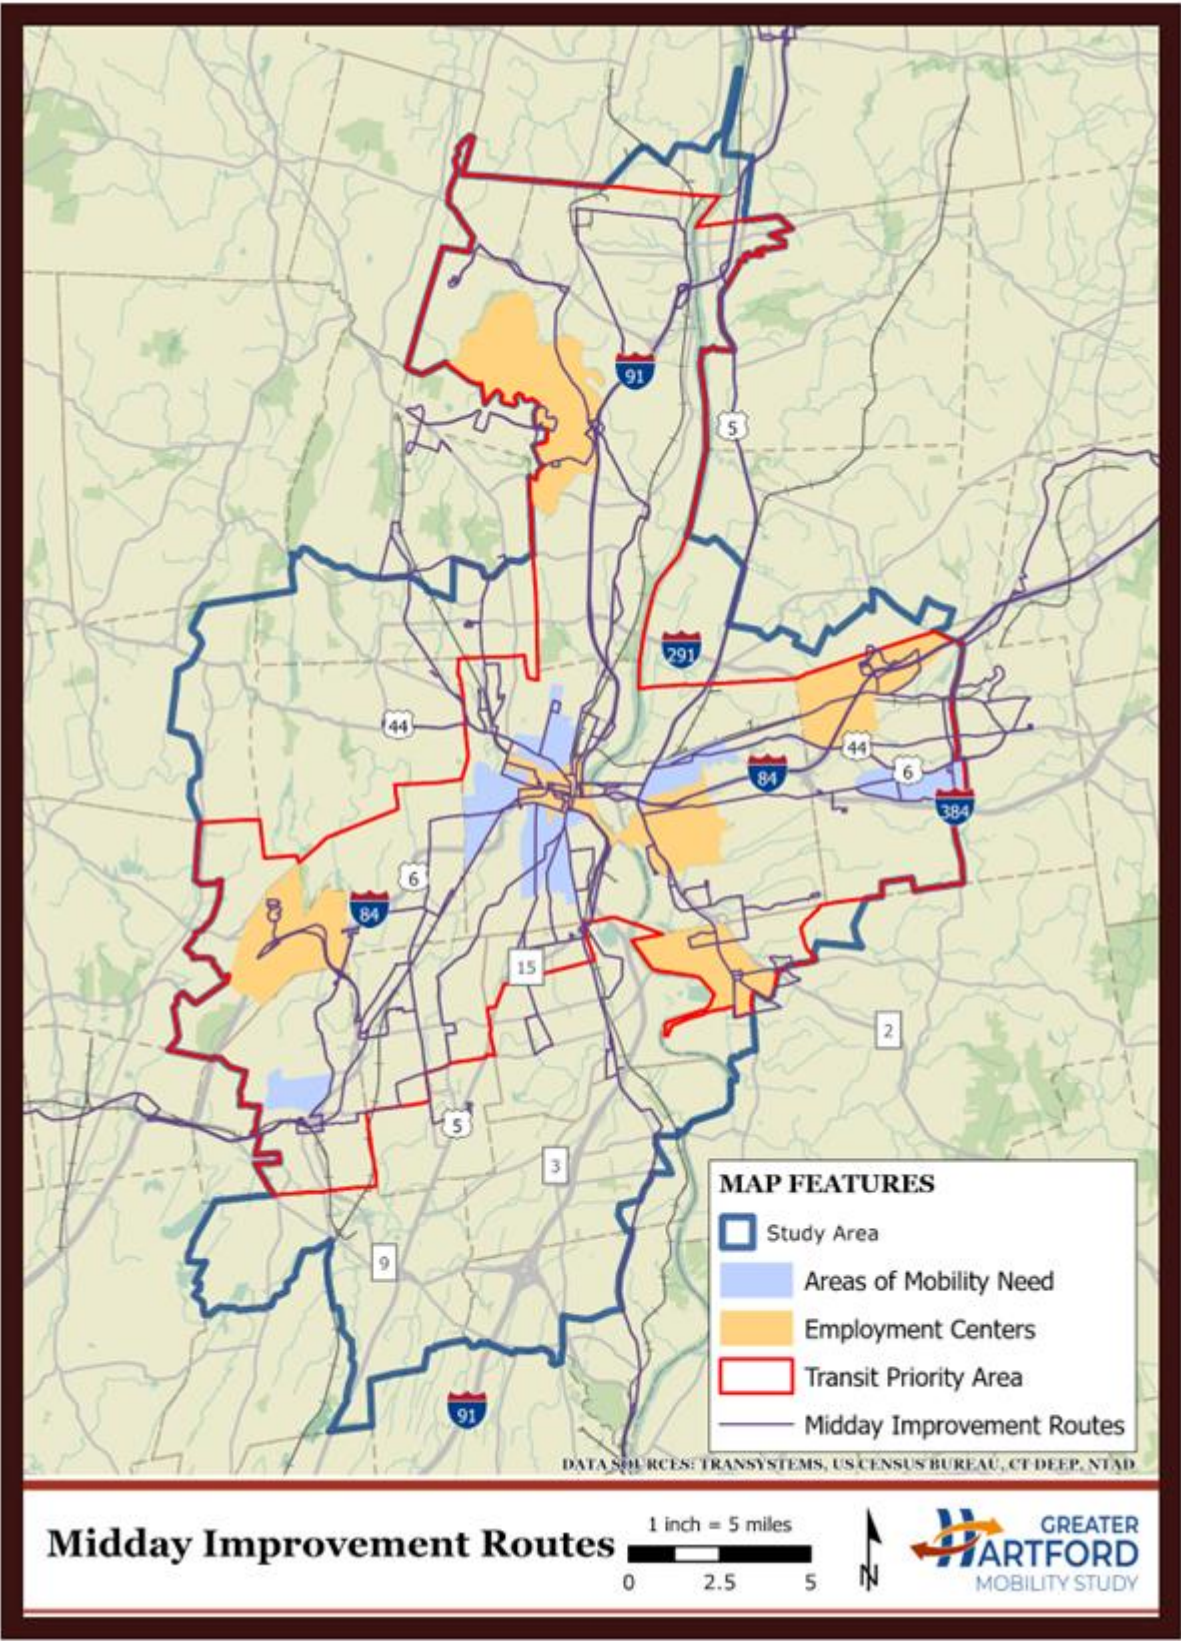 91
5
291
44
44
84
6
384
6
84
15
2
5
3
9
91
MAP FEATURES
Study Area
Areas of Mobility Need
Employment Centers
Transit Priority Area
Midday Improvement Routes
DATA SOURCES: TRANSYSTEMS, US CENSUS BUREAU, CT DEEP, NTAD
Midday Improvement Routes
1 inch = 5 miles
0 2.5 5
N
GREATER
HARTFORD
MOBILITY STUDY